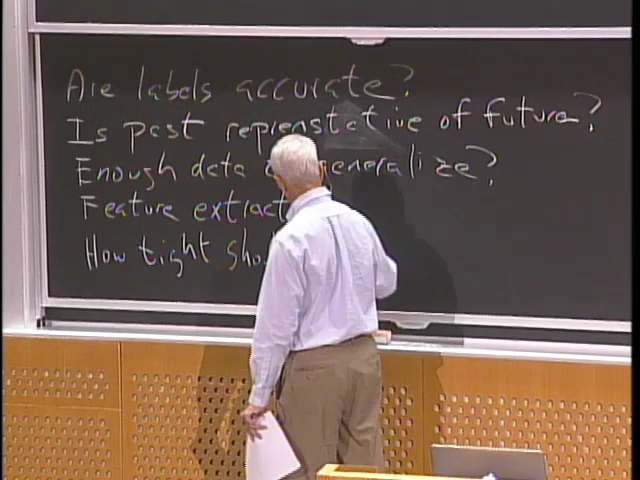 Are labels accurate?
Is past represtative of future?
Enough data generalize?
Feature extract
How tight sho